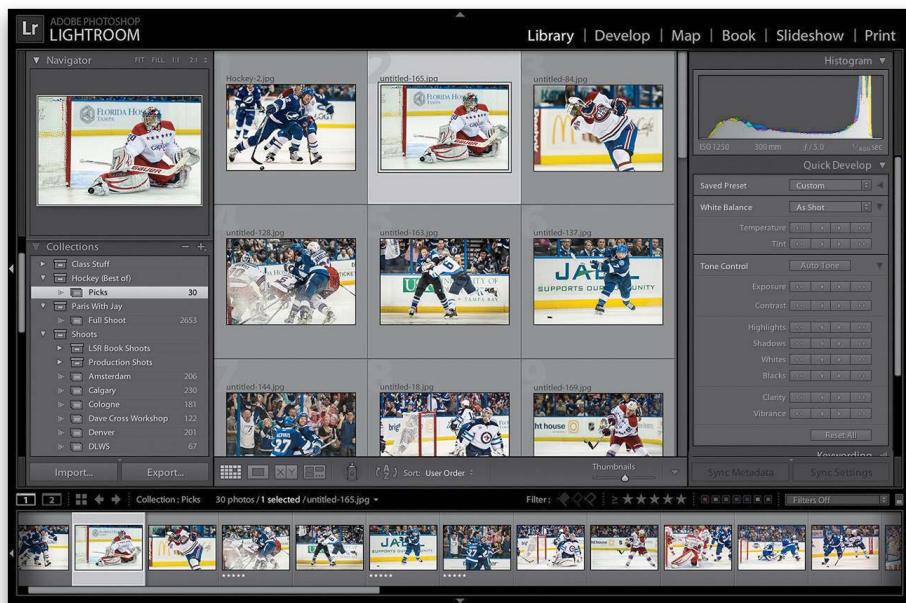 Lr ADOBE PHOTOSHOP
LIGHTROOM
Library | Develop | Map | Book | Slideshow | Print
Navigator FIT FILL 1:1 2:1
Collections
Class Stuff
Hockey (Best of)
Picks 30
Paris With Jay
Full Shoot 2653
Shoots
LSR Book Shoots
Production Shots
Amsterdam 206
Calgary 230
Cologne 181
Dave Cross Workshop 122
Denver 201
DLWS 67
Import... Export...
Hockey-2.jpg
untitled-165.jpg
untitled-84.jpg
untitled-128.jpg
untitled-163.jpg
untitled-137.jpg
untitled-144.jpg
untitled-18.jpg
untitled-169.jpg
Sort: User Order
Thumbnails
Histogram
ISO 1250 300 mm ƒ / 5.0
Quick Develop
Saved Preset Custom
White Balance As Shot
Temperature
Tint
Tone Control Auto Tone
Exposure
Contrast
Highlights
Shadows
Whites
Blacks
Clarity
Vibrance
Reset All
Keywording
Sync Metadata Sync Settings
1 2 Collection : Picks 30 photos / 1 selected / untitled-165.jpg
Filter : ≥ ★★★★★ Filters Off